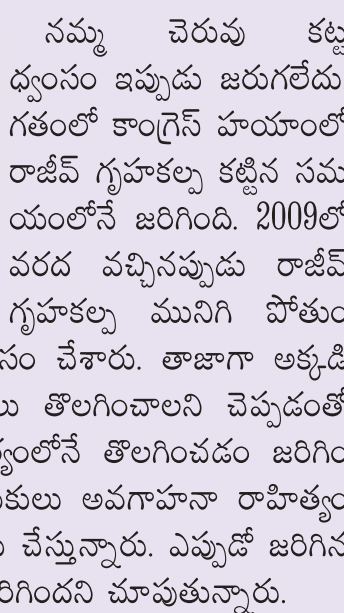 నమ్మ చెరువు కట్ట
ధ్వంసం ఇప్పుడు జరుగలేదు
గతంలో కాంగ్రెస్ హయాంలో
రాజీవ్ గృహకల్ప కట్టిన సమ
యంలోనే జరిగింది. 2009లో
వరద వచ్చినప్పుడు రాజీవ్
గృహకల్ప మునిగి పోతుం
సం చేశారు. తాజాగా అక్కడి
లు తొలగించాలని చెప్పడంతో
్యంలోనే తొలగించడం జరిగిం
కులు అవగాహనా రాహిత్యం
చేస్తున్నారు. ఎప్పుడో జరిగిన
రిగిందని చూపుతున్నారు.